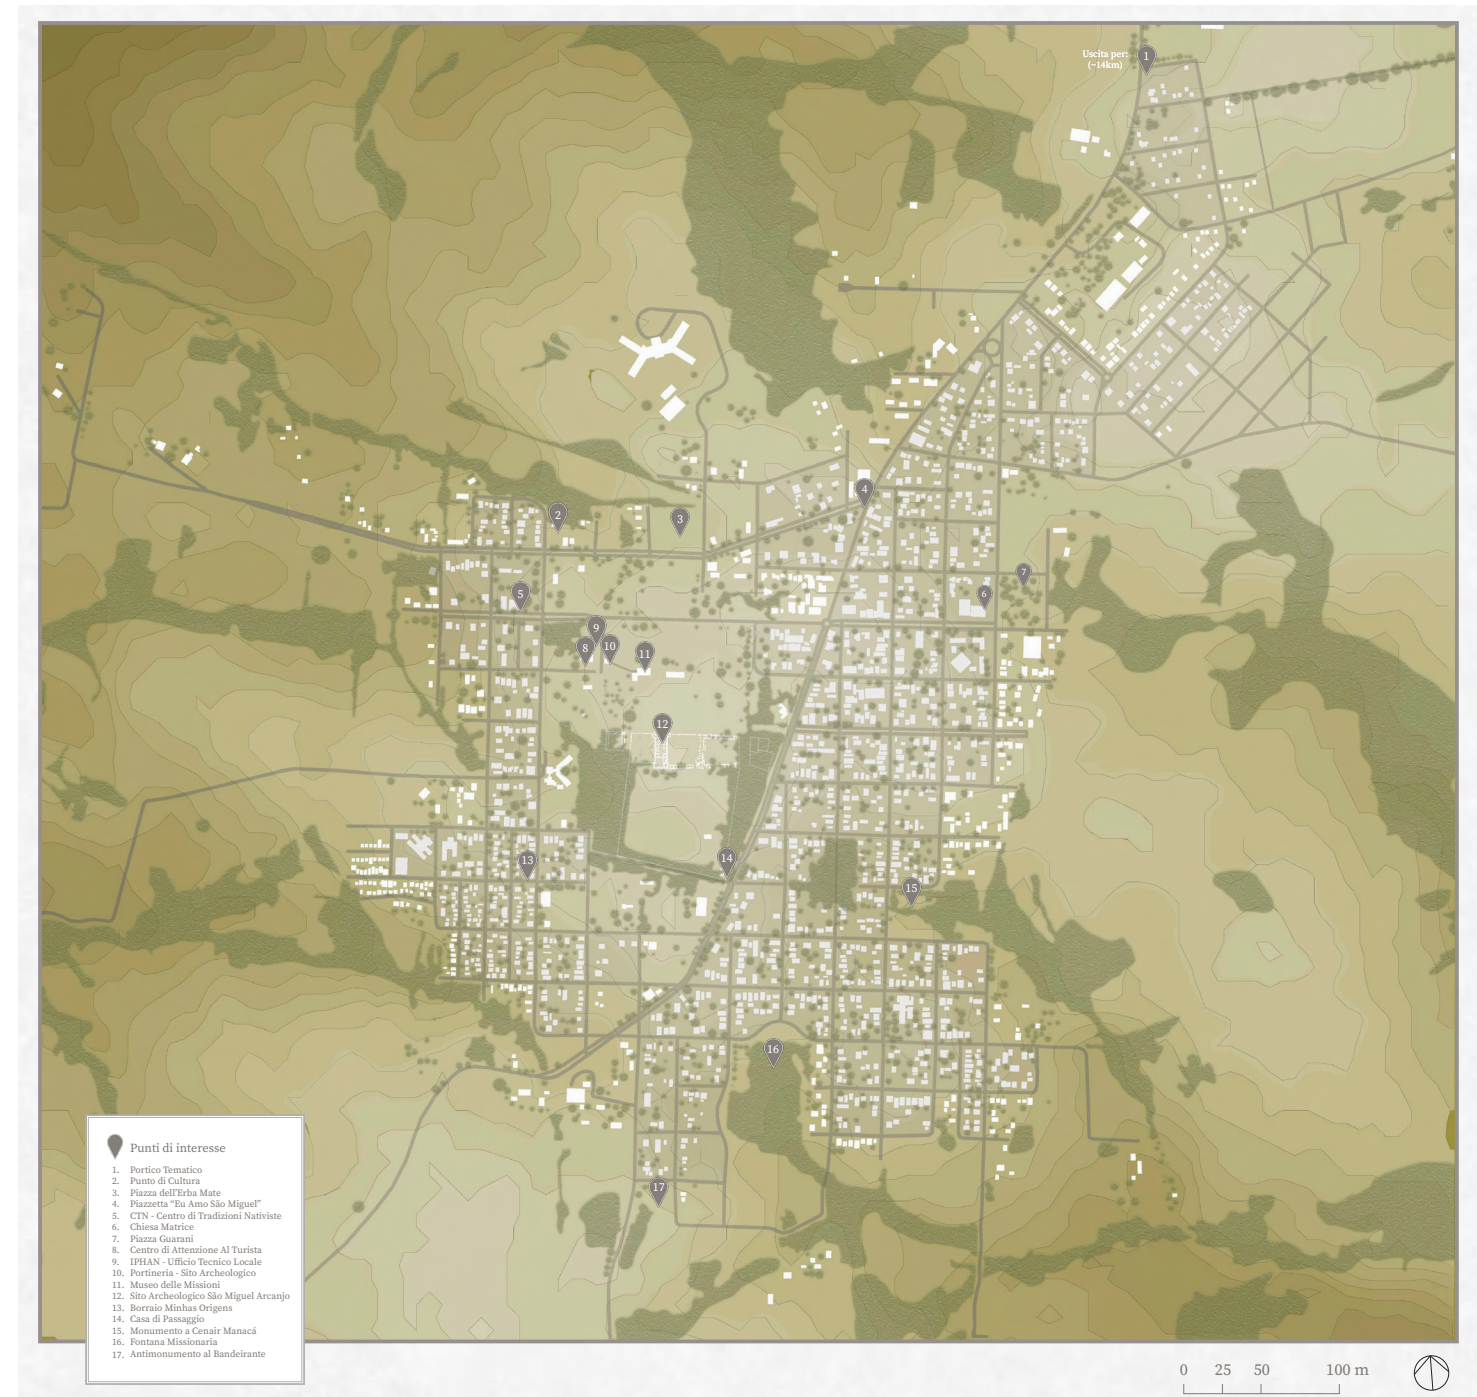 Uscita per:
(~14km)
1
2
3
4
5
6
7
8
9
10
11
12
13
14
15
16
17
Punti di interesse
1. Portico Tematico
2. Punto di Cultura
3. Piazza dell'Erba Mate
4. Piazzetta "Eu Amo São Miguel"
5. CTN - Centro di Tradizioni Nativiste
6. Chiesa Matrice
7. Piazza Guarani
8. Centro di Attenzione Al Turista
9. IPHAN - Ufficio Tecnico Locale
10. Portineria - Sito Archeologico
11. Museo delle Missioni
12. Sito Archeologico São Miguel Arcanjo
13. Borraio Minhas Origens
14. Casa di Passaggio
15. Monumento a Cenair Manacá
16. Fontana Missionaria
17. Antimonumento al Bandeirante
0 25 50 100 m